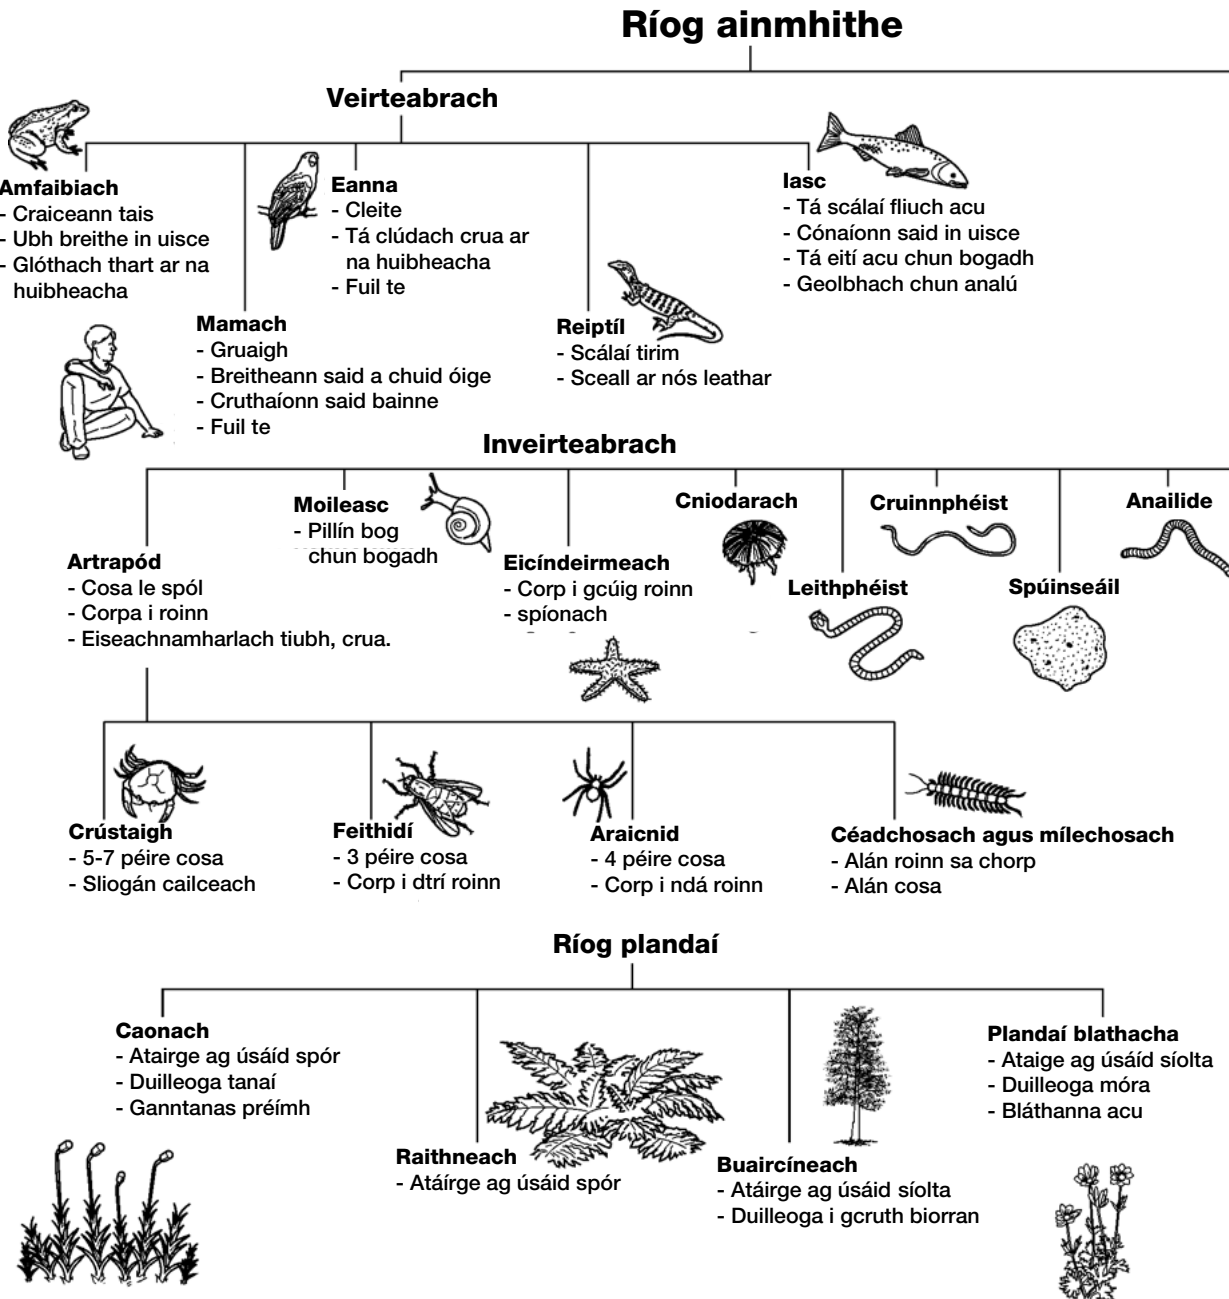 Ríog ainmhithe
Veirteabrach
Amfaibiach
- Craiceann tais
- Ubh breithe in uisce
- Glóthach thart ar na
huibheacha
Mamach
- Gruaigh
- Breitheann said a chuid óige
- Cruthaíonn said bainne
- Fuil te
Eanna
- Cleite
- Tá clúdach crua ar
na huibheacha
- Fuil te
Reiptíl
- Scálaí tirim
- Sceall ar nós leathar
Iasc
- Tá scálaí fliuch acu
- Cónaíonn said in uisce
- Tá eití acu chun bogadh
- Geolbhach chun analú
Inveirteabrach
Artrapód
- Cosa le spól
- Corpa i roinn
- Eiseachnamharlach tiubh, crua.
Moileasc
- Pillín bog
chun bogadh
Eicíndeirmeach
- Corp i gcúig roinn
- spíonach
Cniodarach
Leithphéist
Cruinnphéist
Spúinseáil
Anailide
Crústaigh
- 5-7 péire cosa
- Sliogán cailceach
Feithidí
- 3 péire cosa
- Corp i dtrí roinn
Araicnid
- 4 péire cosa
- Corp i ndá roinn
Céadchosach agus mílechosach
- Alán roinn sa chorp
- Alán cosa
Ríog plandaí
Caonach
- Atairge ag úsáíd spór
- Duilleoga tanaí
- Ganntanas préimh
Raithneach
- Atáírge ag úsáid spór
Buaircíneach
- Atáirge ag úsáid síolta
- Duilleoga i gcruth biorran
Plandaí blathacha
- Ataige ag úsáíd síolta
- Duilleoga móra
- Bláthanna acu